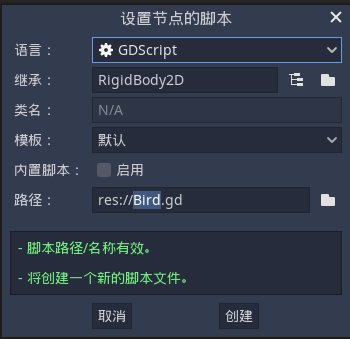 设置节点的脚本
语言： GDScript
继承： RigidBody2D
类名： N/A
模板： 默认
内置脚本： 启用
路径： res://Bird.gd
- 脚本路径/名称有效。
- 将创建一个新的脚本文件。
取消 创建